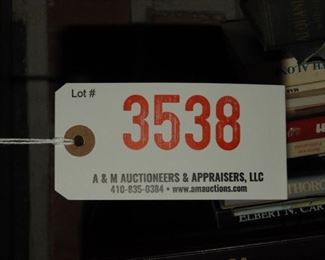 Lot #
3538
A & M AUCTIONEERS & APPRAISERS, LLC
410-835-0384 • www.amauctions.com
ELBERT N. CAR